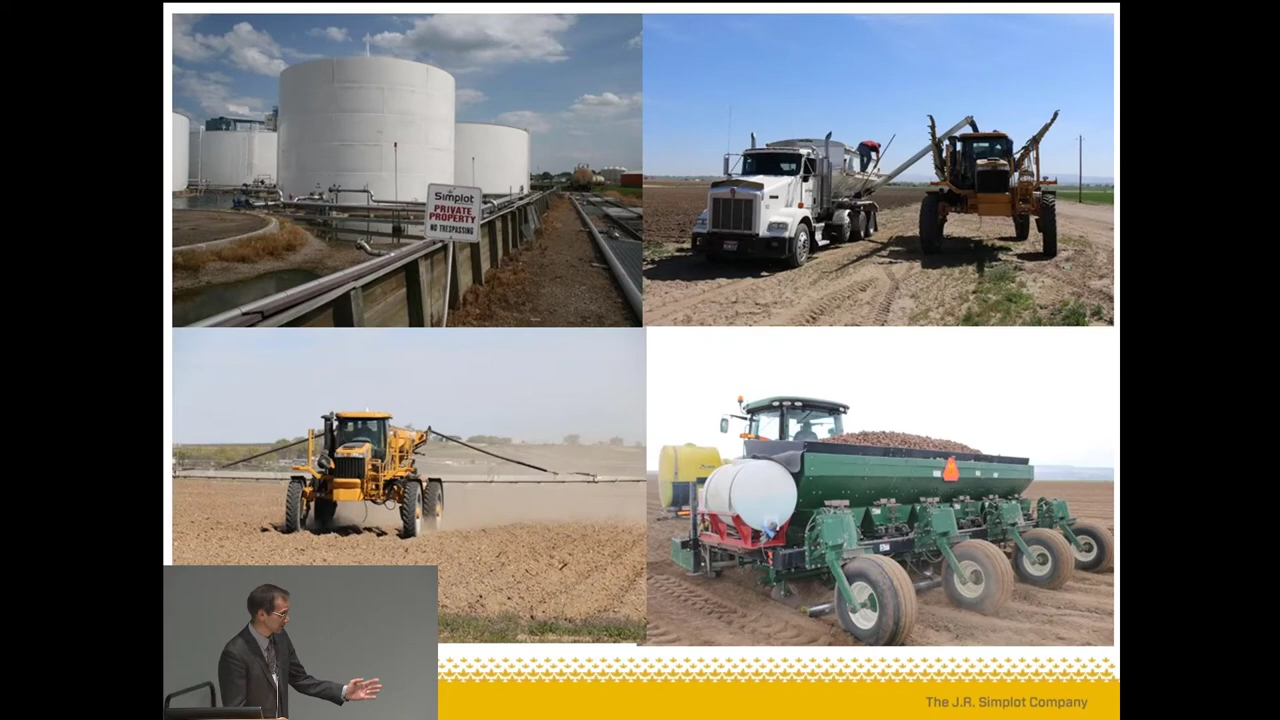 Simplot
PRIVATE
PROPERTY
NO TRESPASSING
The J.R. Simplot Company